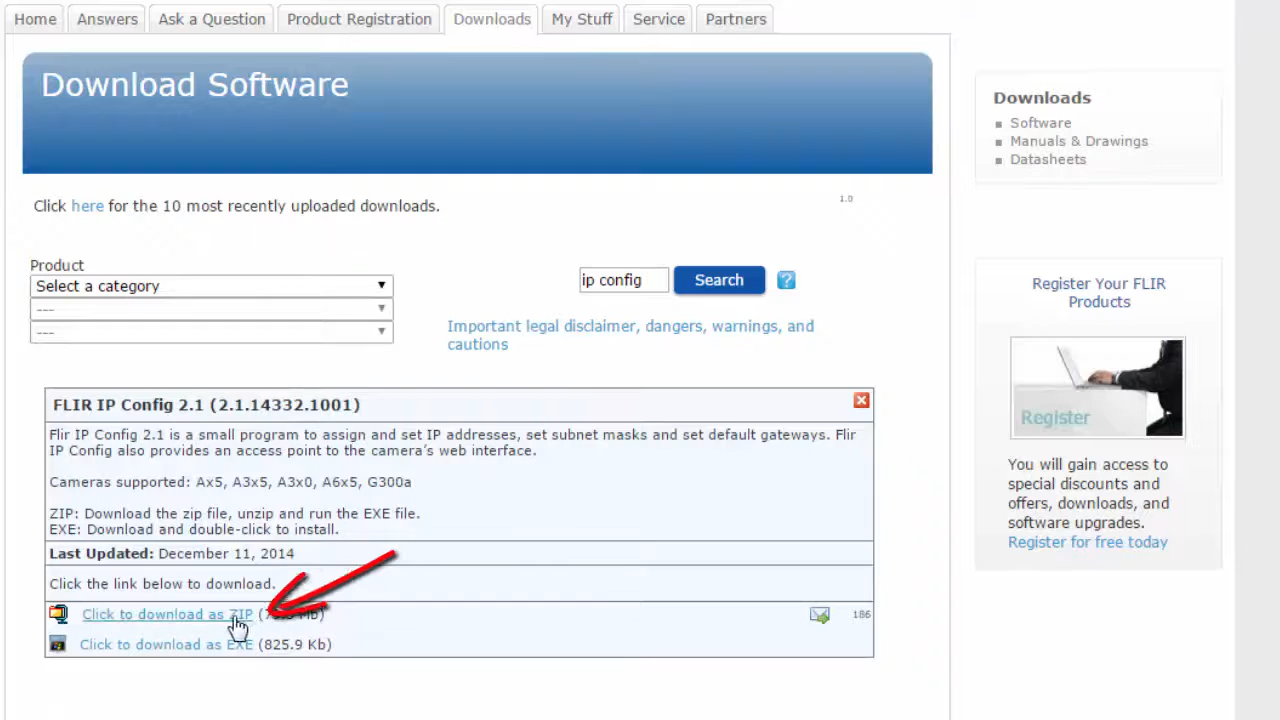 Home Answers Ask a Question Product Registration Downloads My Stuff Service Partners
Download Software
Click here for the 10 most recently uploaded downloads.
1.0
Product
Select a category
---
---
ip config Search ?
Important legal disclaimer, dangers, warnings, and
cautions
FLIR IP Config 2.1 (2.1.14332.1001)
Flir IP Config 2.1 is a small program to assign and set IP addresses, set subnet masks and set default gateways. Flir
IP Config also provides an access point to the camera's web interface.
Cameras supported: Ax5, A3x5, A3x0, A6x5, G300a
ZIP: Download the zip file, unzip and run the EXE file.
EXE: Download and double-click to install.
Last Updated: December 11, 2014
Click the link below to download.
Click to download as ZIP Mb)
186
Click to download as EXE (825.9 Kb)
Downloads
Software
Manuals & Drawings
Datasheets
Register Your FLIR
Products
Register
You will gain access to
special discounts and
offers, downloads, and
software upgrades.
Register for free today